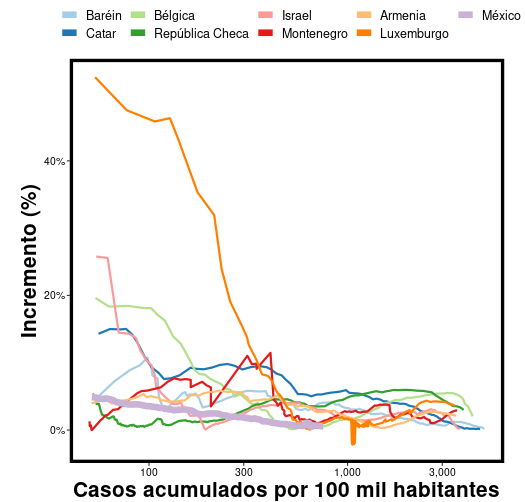 Baréin Bélgica Israel Armenia México
Catar República Checa Montenegro Luxemburgo
Incremento (%)
40%
20%
0%
100 300 1,000 3,000
Casos acumulados por 100 mil habitantes